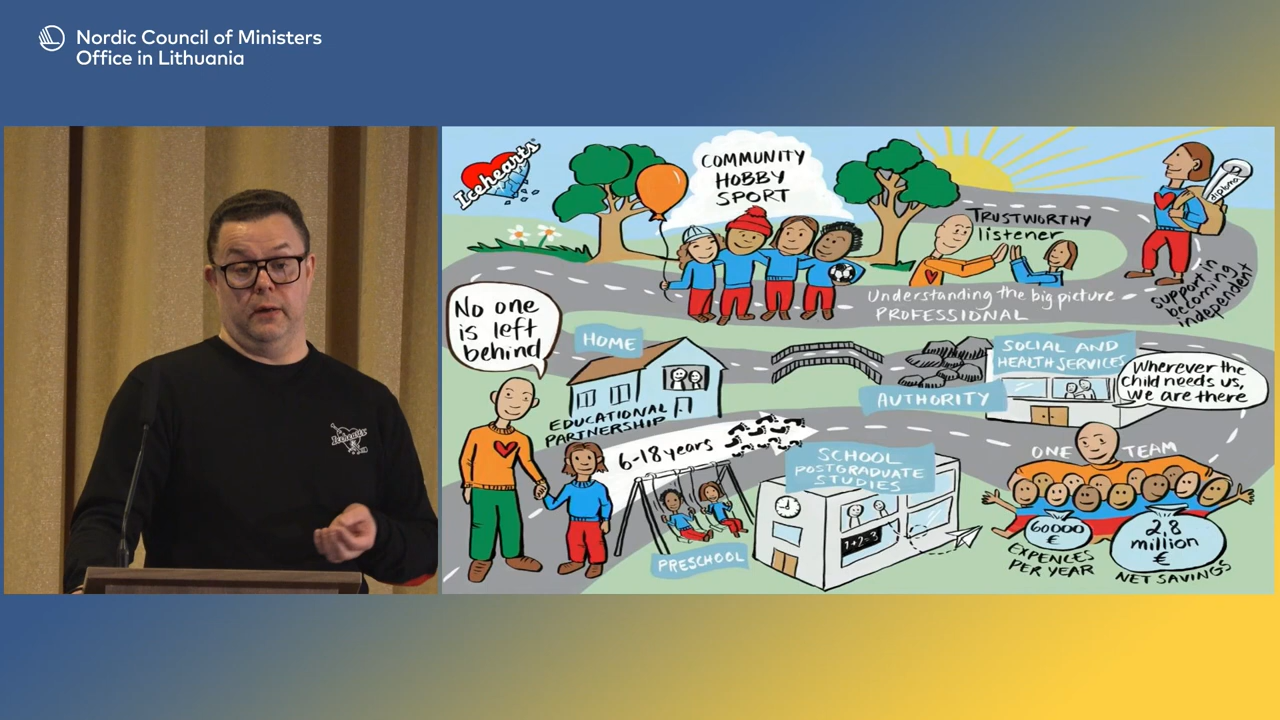 Nordic Council of Ministers
Office in Lithuania
Icehearts
COMMUNITY
HOBBY
SPORT
diploma
TRUSTWORTHY
listener
Understanding the big picture -
PROFESSIONAL
Support in
becoming
independent
No one
is left
behind
HOME
EDUCATIONAL
PARTNERSHIP
SOCIAL AND
HEALTH SERVICES
AUTHORITY
Wherever the
child needs us,
we are there
6-18 years
SCHOOL
POSTGRADUATE
STUDIES
1+2=3
PRESCHOOL
ONE TEAM
60000
€
EXPENCES
PER YEAR
2,8
million
€
NET SAVINGS
Icehearts